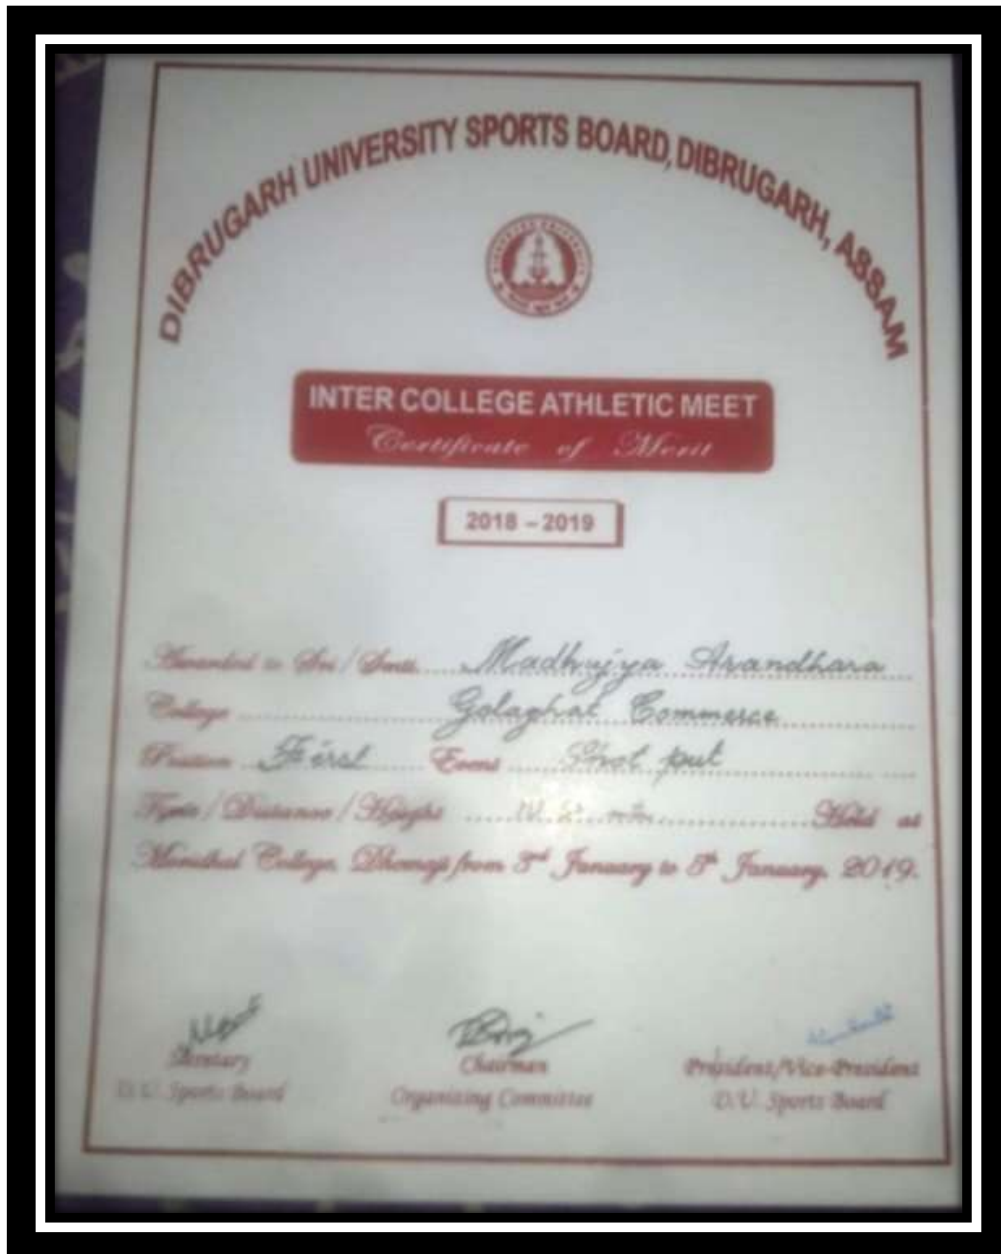 DIBRUGARH UNIVERSITY SPORTS BOARD, DIBRUGARH, ASSAM
INTER COLLEGE ATHLETIC MEET
Certificate of Merit
2018 – 2019
Awarded to Sri / Smti Madhujya Arandhara
College Golaghat Commerce
Position First Event Shot put
/ Distance / Height Held at
College, Dhemaji from 3rd January to 5th January, 2019.
Secretary
Chairman
President/Vice-President
D.U. Sports Board
Organizing Committee
D.U. Sports Board